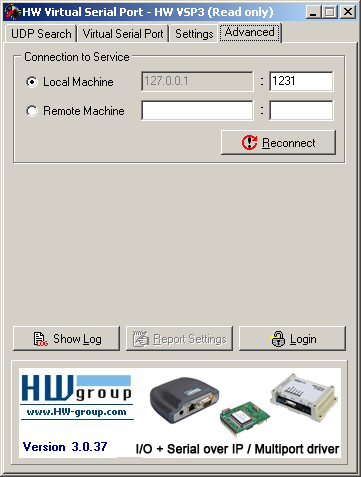 HW Virtual Serial Port - HW VSP3 (Read only)
UDP Search Virtual Serial Port Settings Advanced
Connection to Service
Local Machine 127.0.0.1 : 1231
Remote Machine :
Reconnect
Show Log Report Settings Login
HW group
www.HW-group.com
Version 3.0.37
I/O + Serial over IP / Multiport driver